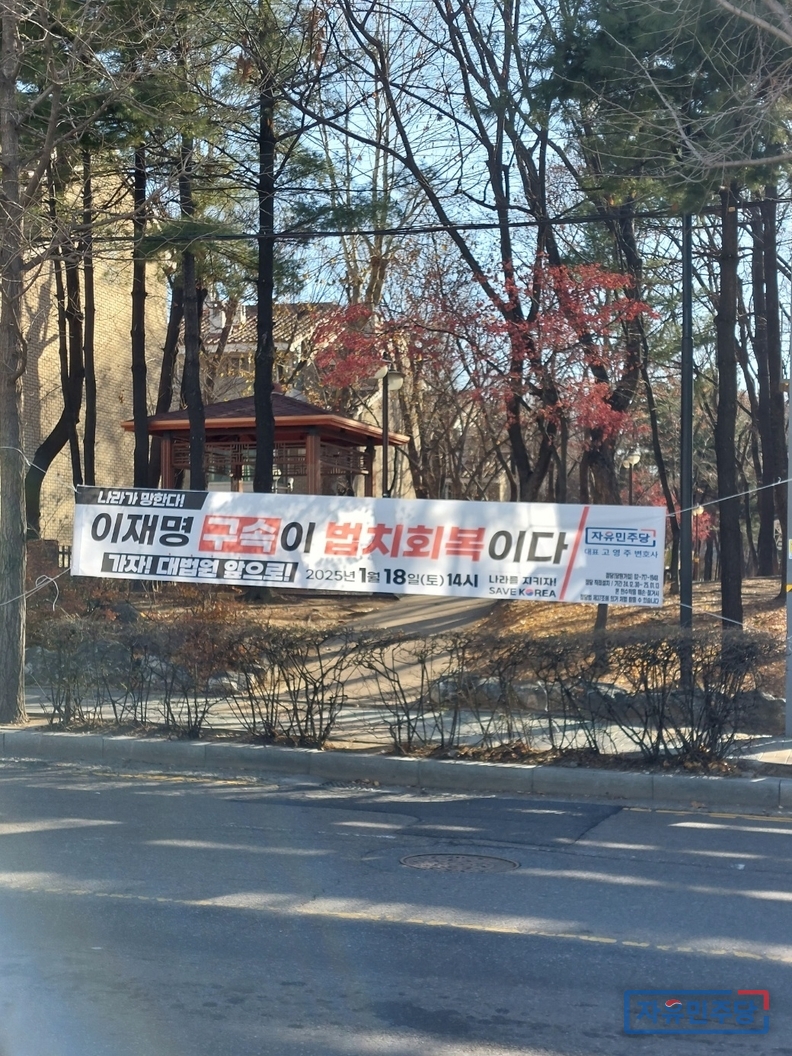 나라가 망한다!
이재명 구속이 법치회복이다
가자! 대법원 앞으로! 2025년 1월 18일(토) 14시
나라를 지키자!
SAVE KOREA
자유민주당
대표 고영주 변호사
자유민주당